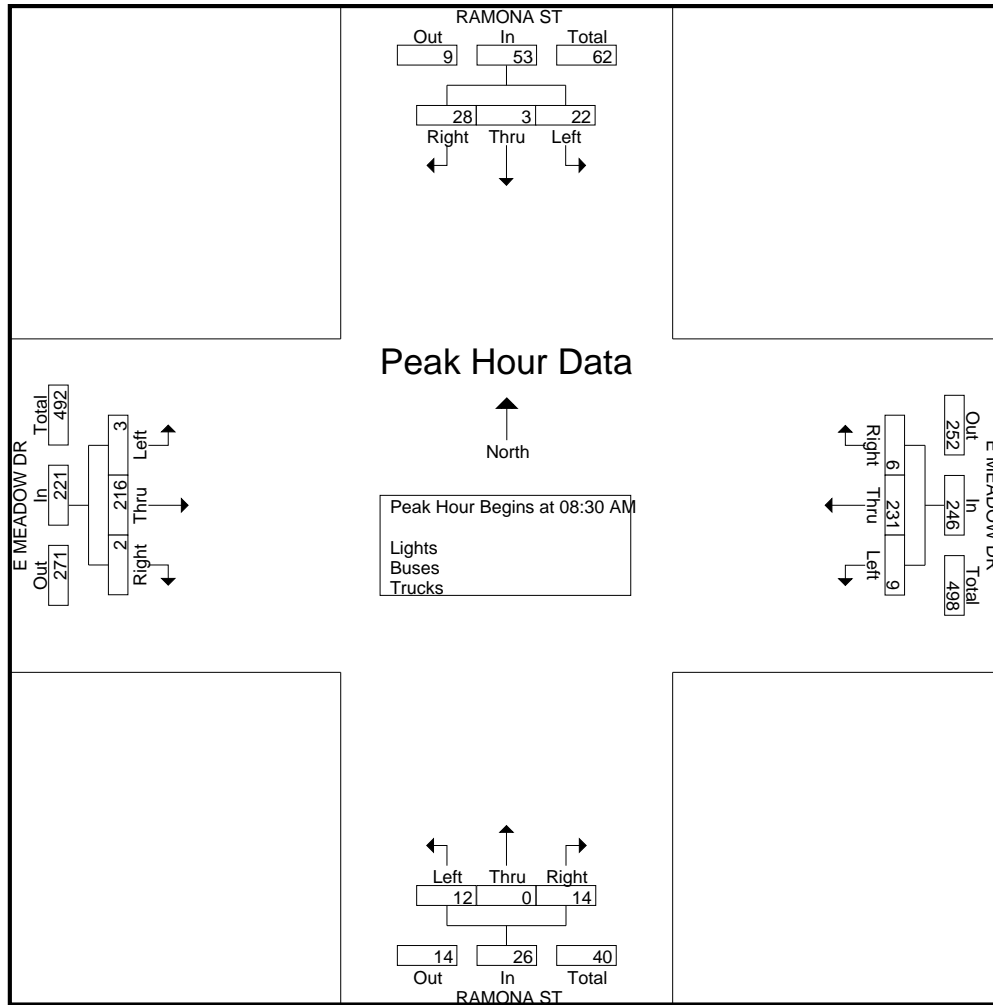 RAMONA ST
Out In Total
9 53 62
28 3 22
Right Thru Left
Peak Hour Data
North
Peak Hour Begins at 08:30 AM
Lights
Buses
Trucks
E MEADOW DR
Out In Total
271 221 492
Right Thru Left
2 216 3
E MEADOW DR
Out In Total
252 246 498
6 231 9
Right Thru Left
Left Thru Right
12 0 14
14 26 40
Out In Total
RAMONA ST